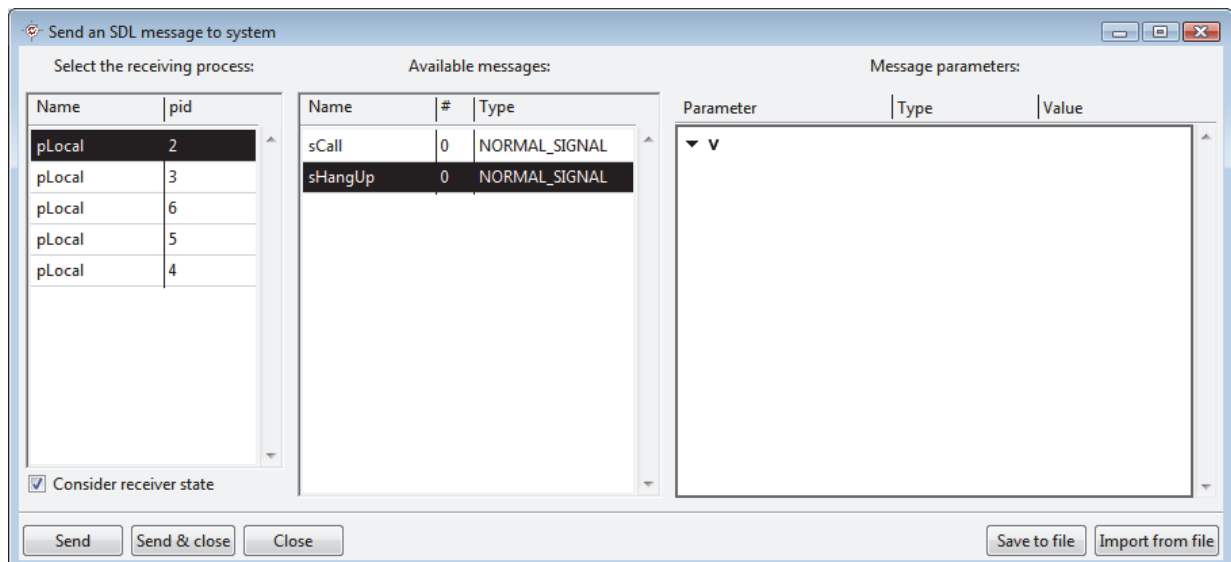 Send an SDL message to system
Select the receiving process: Available messages: Message parameters:
Name pid Name # Type Parameter Type Value
pLocal 2 sCall 0 NORMAL_SIGNAL V
pLocal 3 sHangUp 0 NORMAL_SIGNAL
pLocal 6
pLocal 5
pLocal 4
Consider receiver state
Send Send & close Close Save to file Import from file